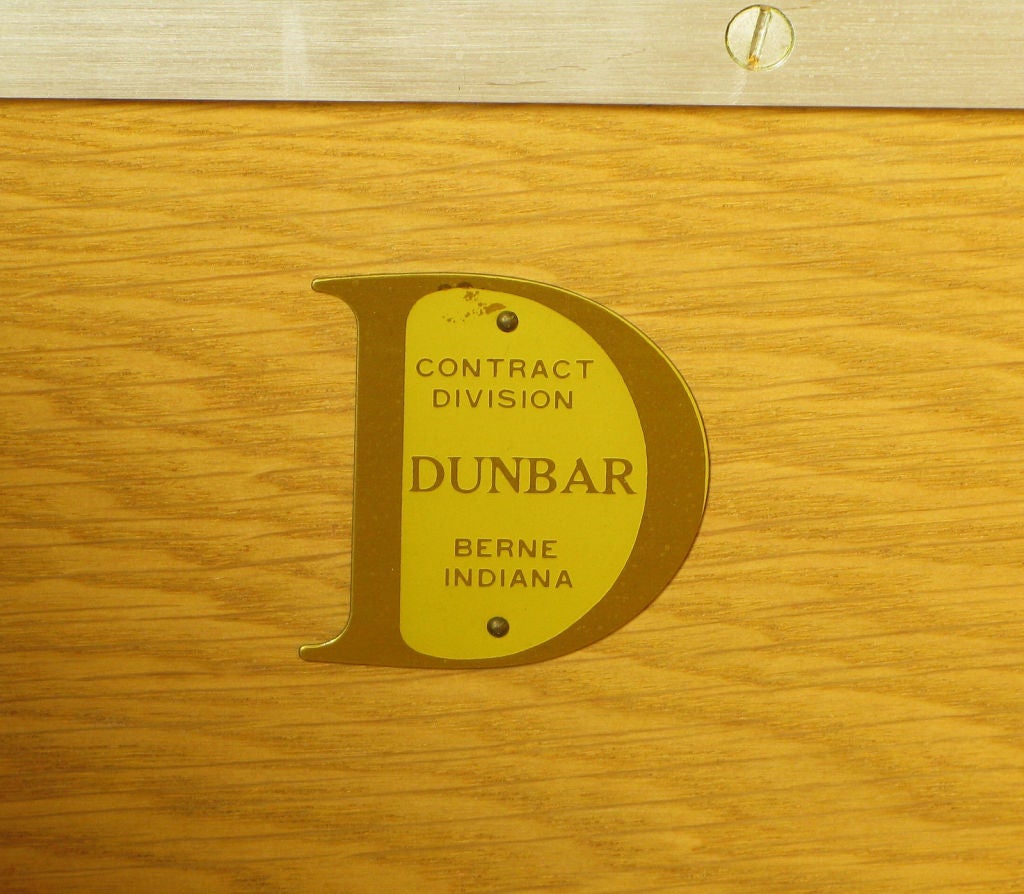 CONTRACT
DIVISION
DUNBAR
BERNE
INDIANA